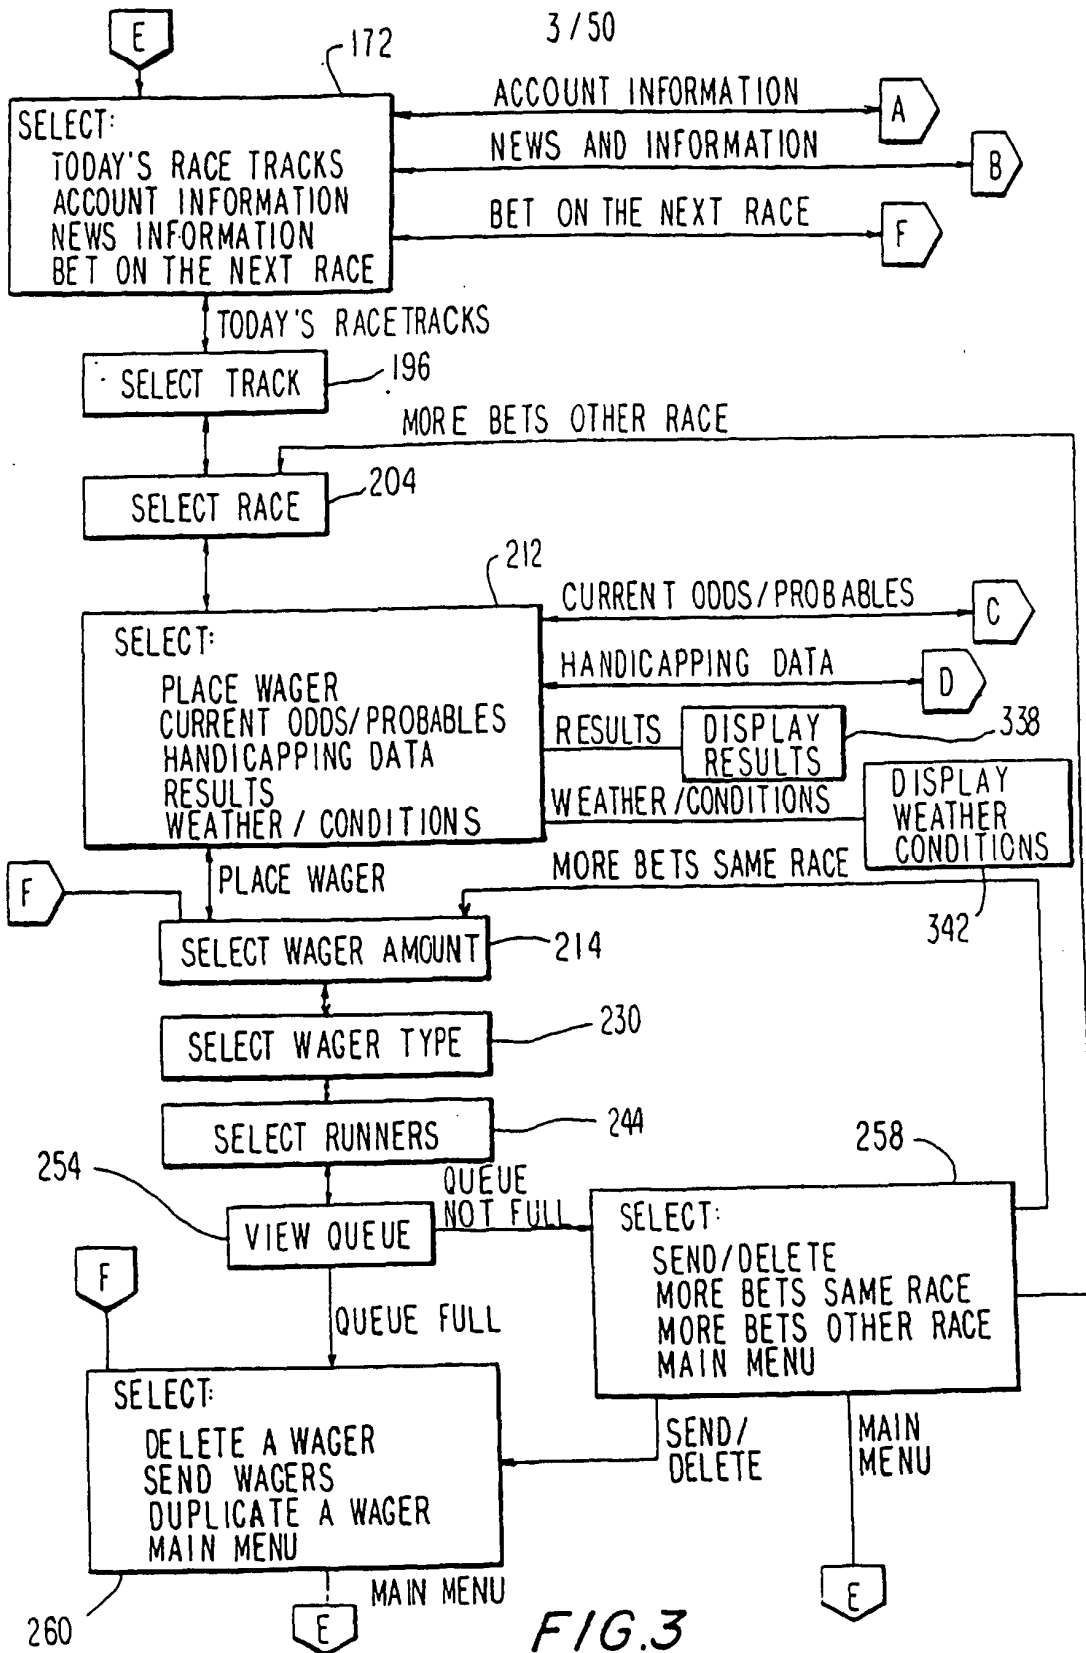 3/50
E
172
SELECT:
TODAY'S RACE TRACKS
ACCOUNT INFORMATION
NEWS INFORMATION
BET ON THE NEXT RACE
ACCOUNT INFORMATION
A
NEWS AND INFORMATION
B
BET ON THE NEXT RACE
F
TODAY'S RACETRACKS
SELECT TRACK
196
MORE BETS OTHER RACE
SELECT RACE
204
212
SELECT:
PLACE WAGER
CURRENT ODDS/PROBABLES
HANDICAPPING DATA
RESULTS
WEATHER / CONDITIONS
CURRENT ODDS/PROBABLES
C
HANDICAPPING DATA
D
RESULTS
DISPLAY
RESULTS
338
WEATHER/CONDITIONS
DISPLAY
WEATHER
CONDITIONS
342
F
PLACE WAGER
MORE BETS SAME RACE
SELECT WAGER AMOUNT
214
SELECT WAGER TYPE
230
SELECT RUNNERS
244
254
VIEW QUEUE
QUEUE
NOT FULL
258
SELECT:
SEND/DELETE
MORE BETS SAME RACE
MORE BETS OTHER RACE
MAIN MENU
F
QUEUE FULL
SELECT:
DELETE A WAGER
SEND WAGERS
DUPLICATE A WAGER
MAIN MENU
SEND/
DELETE
MAIN
MENU
260
MAIN MENU
E
E
FIG.3